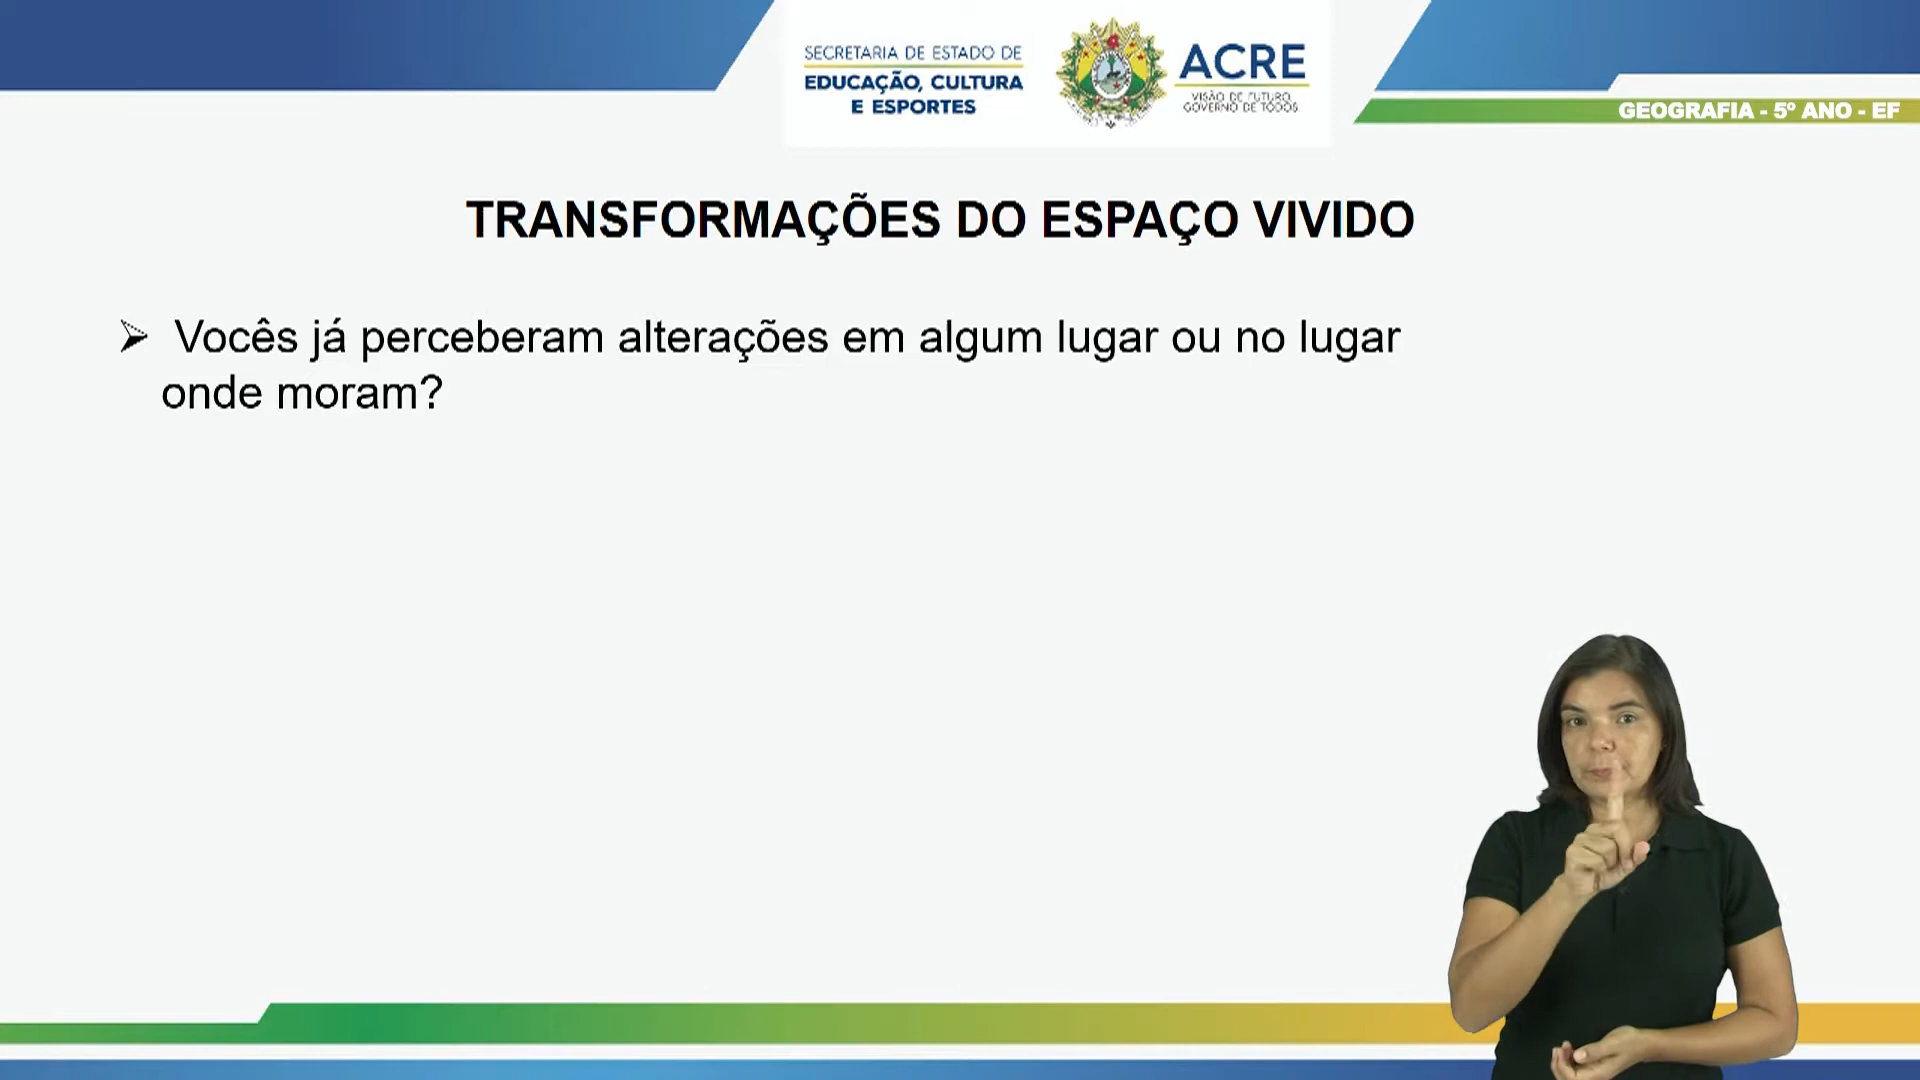 SECRETARIA DE ESTADO DE
EDUCAÇÃO, CULTURA
E ESPORTES
ACRE
VISÃO DE FUTURO,
GOVERNO DE TODOS
GEOGRAFIA - 5º ANO - EF
TRANSFORMAÇÕES DO ESPAÇO VIVIDO
➢ Vocês já perceberam alterações em algum lugar ou no lugar
onde moram?